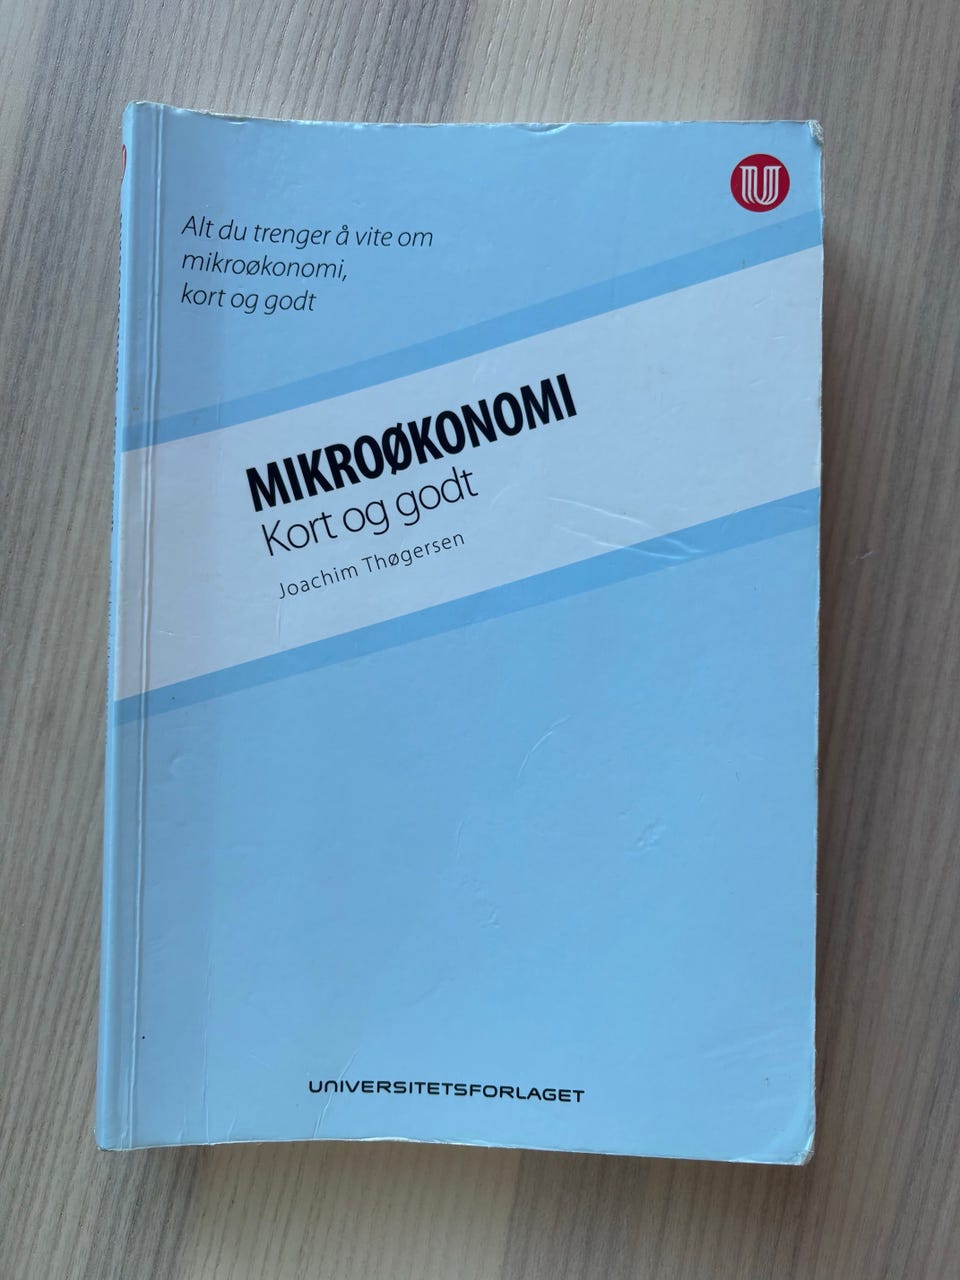 Alt du trenger å vite om
mikroøkonomi,
kort og godt
MIKROØKONOMI
Kort og godt
Joachim Thøgersen
UNIVERSITETSFORLAGET